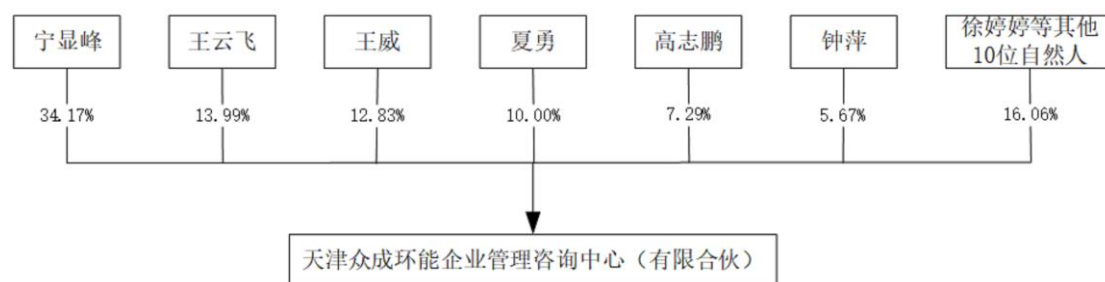 宁显峰
王云飞
王威
夏勇
高志鹏
钟萍
徐婷婷等其他
10位自然人
34.17%
13.99%
12.83%
10.00%
7.29%
5.67%
16.06%
天津众成环能企业管理咨询中心（有限合伙）